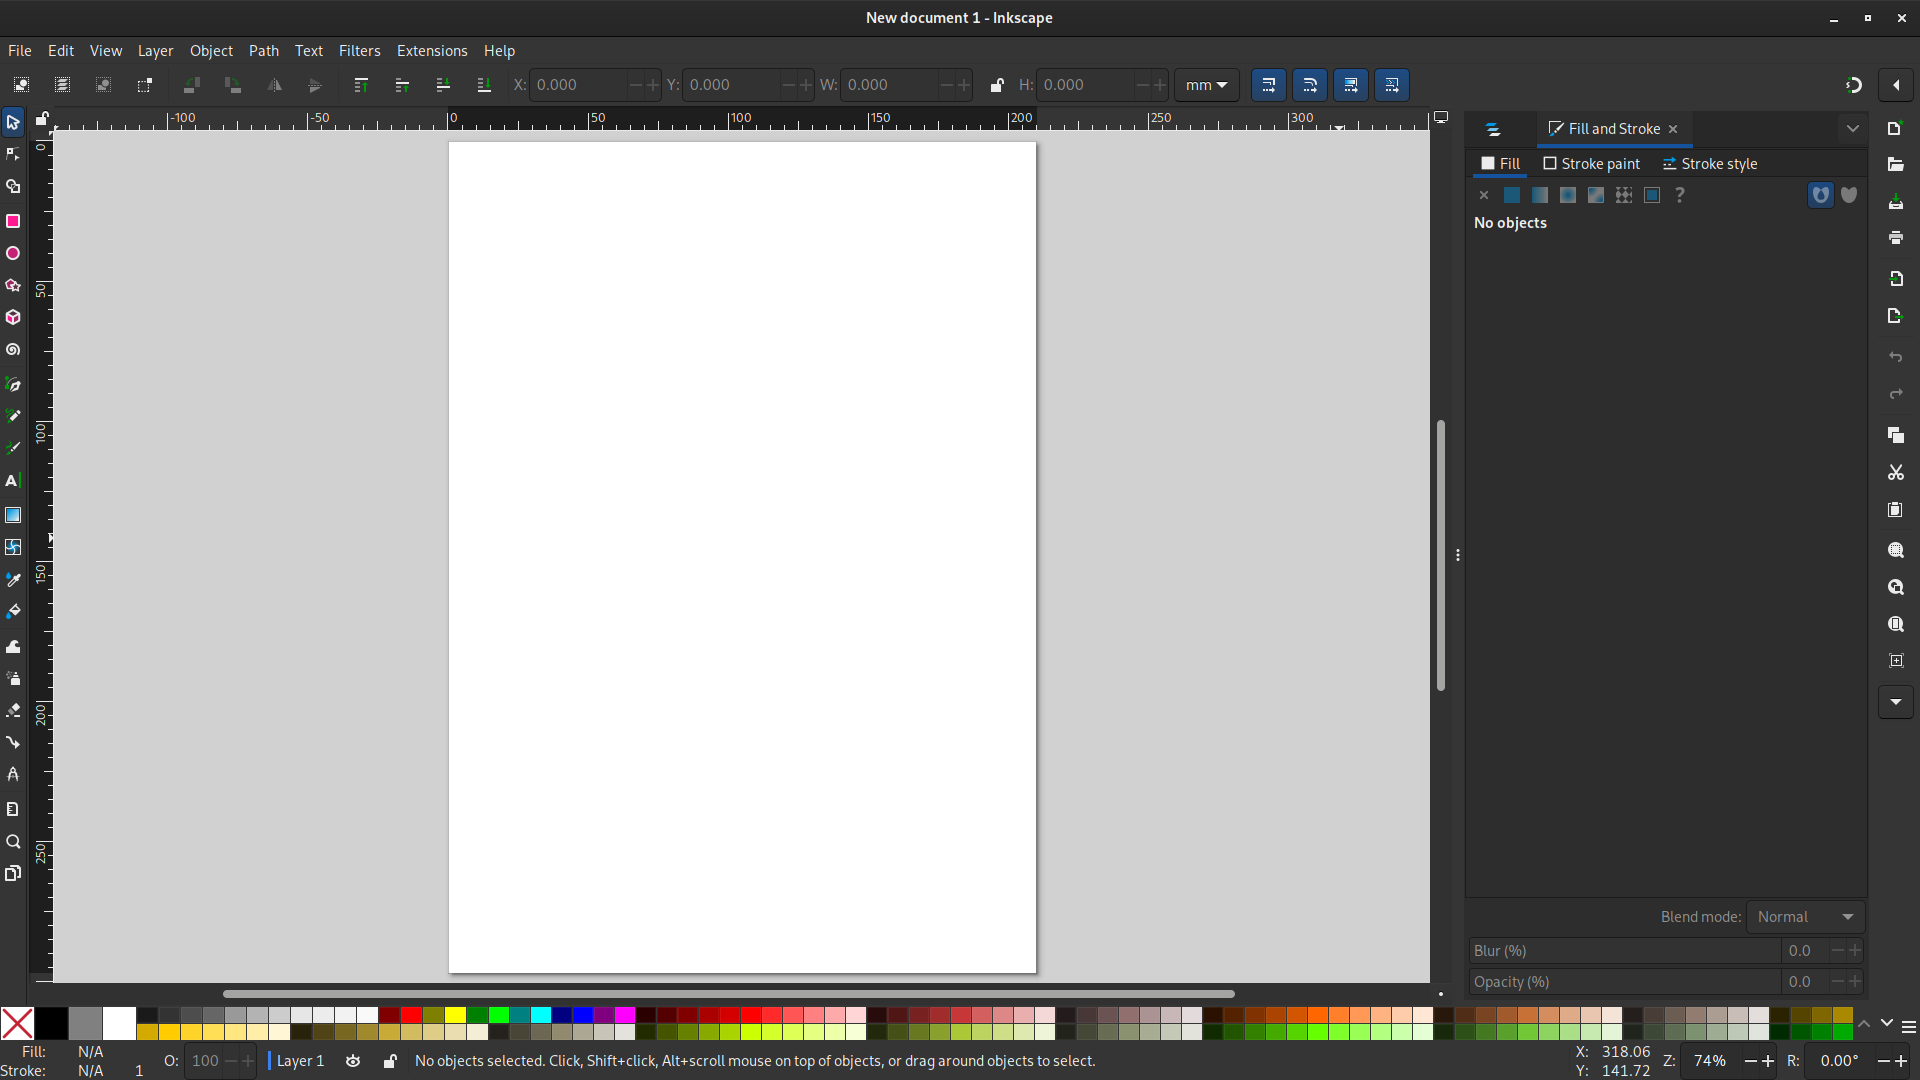 New document 1 - Inkscape
File Edit View Layer Object Path Text Filters Extensions Help
X: 0.000 Y: 0.000 W: 0.000 H: 0.000 mm
-100 -50 0 50 100 150 200 250 300
Fill and Stroke
Fill Stroke paint Stroke style
?
No objects
0
50
100
150
200
250
A
Blend mode: Normal
Blur (%) 0.0
Opacity (%) 0.0
Fill: N/A
Stroke: N/A 1
O: 100
Layer 1
No objects selected. Click, Shift+click, Alt+scroll mouse on top of objects, or drag around objects to select.
X: 318.06
Y: 141.72
Z: 74%
R: 0.00°